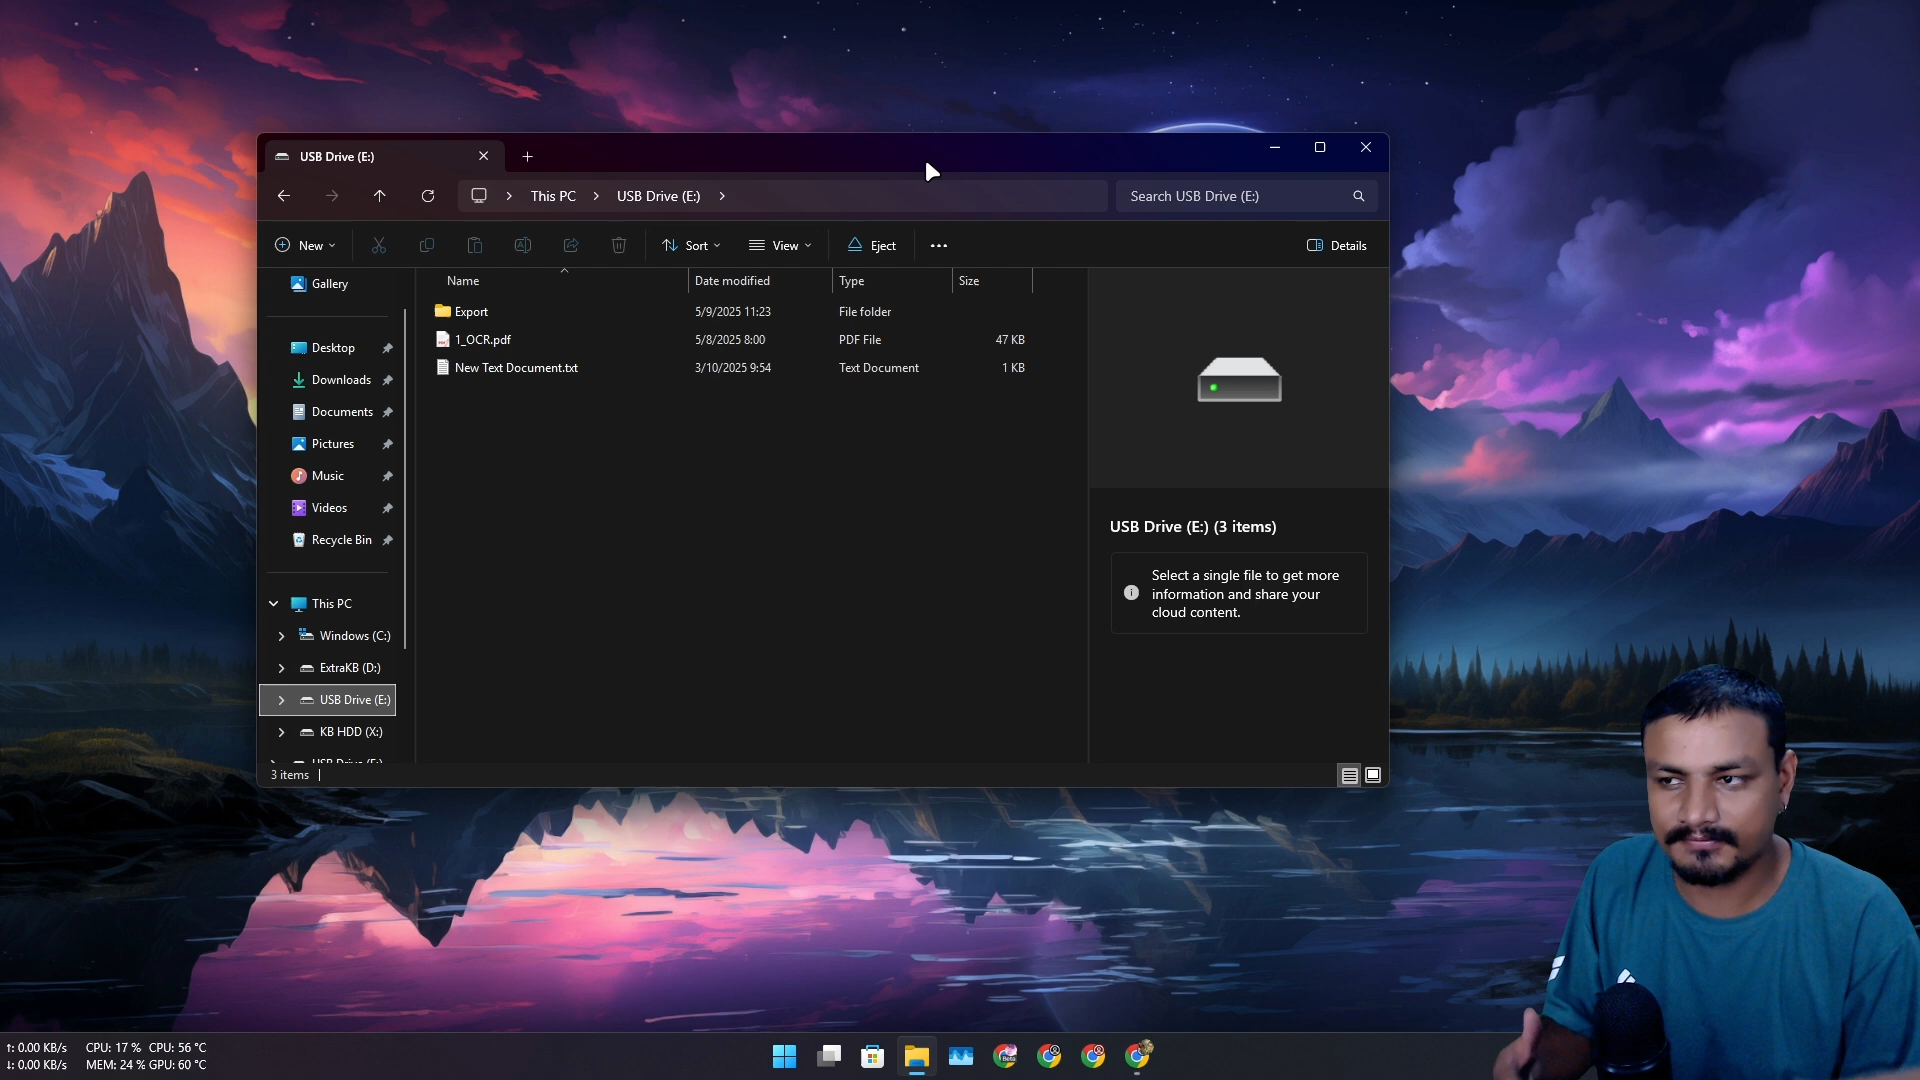 USB Drive (E:)
This PC
USB Drive (E:)
Search USB Drive (E:)
New
Sort
View
Eject
Details
Name
Date modified
Type
Size
Gallery
Export
5/9/2025 11:23
File folder
1_OCR.pdf
5/8/2025 8:00
PDF File
47 KB
New Text Document.txt
3/10/2025 9:54
Text Document
1 KB
Desktop
Downloads
Documents
Pictures
Music
Videos
Recycle Bin
This PC
Windows (C:)
ExtraKB (D:)
USB Drive (E:)
KB HDD (X:)
USB Drive (E:) (3 items)
Select a single file to get more
information and share your
cloud content.
3 items
↑: 0.00 KB/s CPU: 17 % CPU: 56 °C
↓: 0.00 KB/s MEM: 24 % GPU: 60 °C
Beta